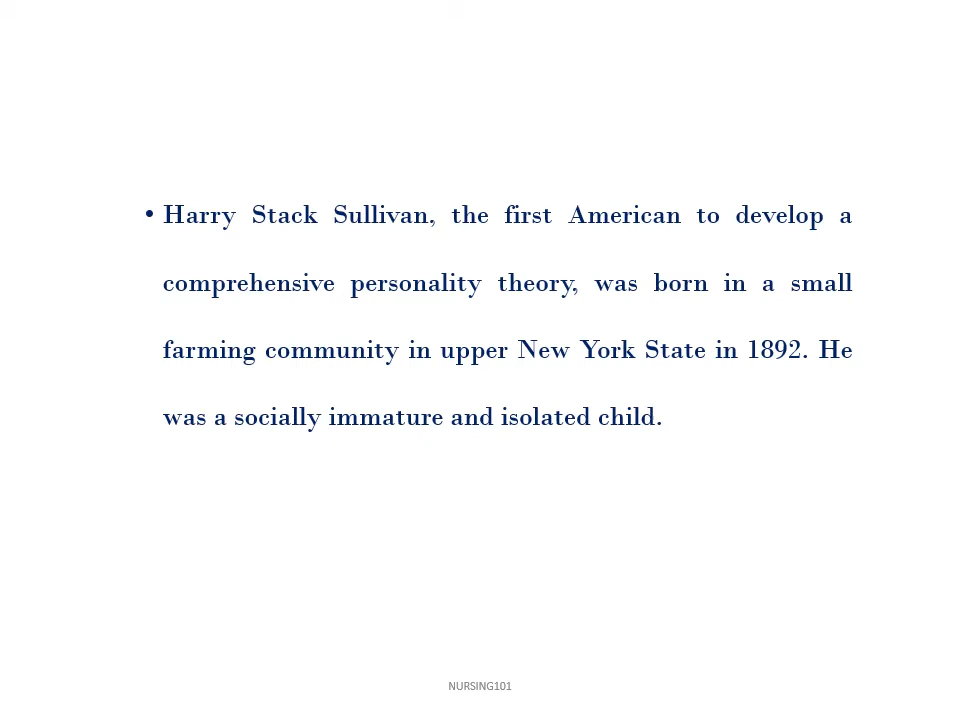 • Harry Stack Sullivan, the first American to develop a
comprehensive personality theory, was born in a small
farming community in upper New York State in 1892. He
was a socially immature and isolated child.
NURSING101